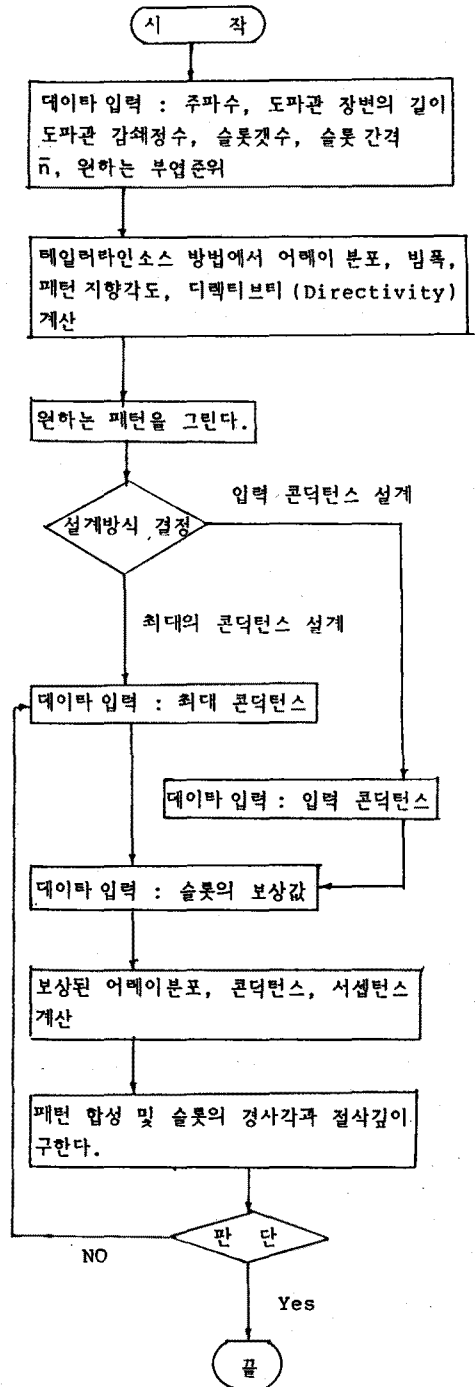 시 작
데이타 입력 : 주파수, 도파관 장변의 길이
도파관 감쇄정수, 슬롯갯수, 슬롯 간격
n̄, 원하는 부엽준위
테일러라인소스 방법에서 어레이 분포, 빔폭,
패턴 지향각도, 디렉티브티 (Directivity)
계산
원하는 패턴을 그린다.
입력 콘덕턴스 설계
설계방식 결정
최대의 콘덕턴스 설계
데이타 입력 : 최대 콘덕턴스
데이타 입력 : 입력 콘덕턴스
데이타 입력 : 슬롯의 보상값
보상된 어레이분포, 콘덕턴스, 서셉턴스
계산
패턴 합성 및 슬롯의 경사각과 절삭깊이
구한다.
판 단
NO
Yes
끝